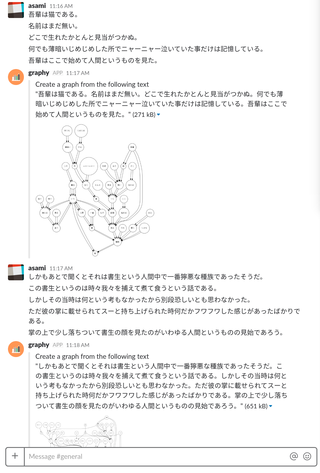 asami 11:16 AM
吾輩は猫である。
名前はまだ無い。
どこで生れたかとんと見当がつかぬ。
何でも薄暗いじめじめした所でニャーニャー泣いていた事だけは記憶している。
吾輩はここで始めて人間というものを見た。
graphy APP 11:17 AM
Create a graph from the following text
"吾輩は猫である。名前はまだ無い。どこで生れたかとんと見当がつかぬ。何でも薄
暗いじめじめした所でニャーニャー泣いていた事だけは記憶している。吾輩はここで
始めて人間というものを見た。" (271 kB)
asami 11:17 AM
しかもあとで聞くとそれは書生という人間中で一番獰悪な種族であったそうだ。
この書生というのは時々我々を捕えて煮て食うという話である。
しかしその当時は何という考もなかったから別段恐しいとも思わなかった。
ただ彼の掌に載せられてスーと持ち上げられた時何だかフワフワした感じがあったばかりで
ある。
掌の上で少し落ちついて書生の顔を見たのがいわゆる人間というものの見始であろう。
graphy APP 11:18 AM
Create a graph from the following text
"しかもあとで聞くとそれは書生という人間中で一番獰悪な種族であったそうだ。こ
の書生というのは時々我々を捕えて煮て食うという話である。しかしその当時は何と
いう考もなかったから別段恐しいとも思わなかった。ただ彼の掌に載せられてスーと
持ち上げられた時何だかフワフワした感じがあったばかりである。掌の上で少し落ち
ついて書生の顔を見たのがいわゆる人間というものの見始であろう。" (651 kB)
Message #general